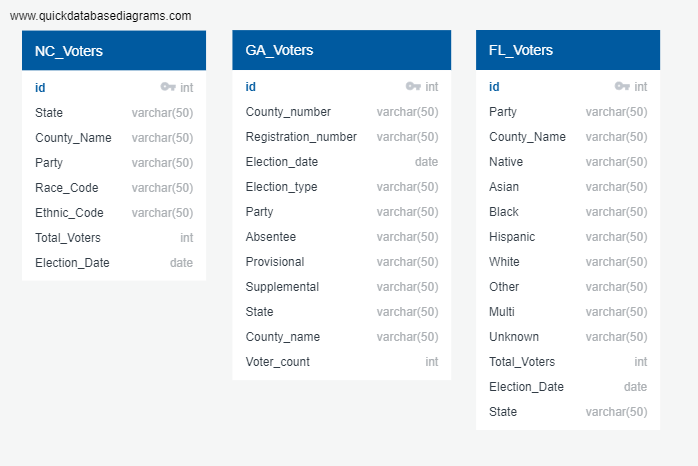 www.quickdatabasediagrams.com
NC_Voters
id int
State varchar(50)
County_Name varchar(50)
Party varchar(50)
Race_Code varchar(50)
Ethnic_Code varchar(50)
Total_Voters int
Election_Date date
GA_Voters
id int
County_number varchar(50)
Registration_number varchar(50)
Election_date date
Election_type varchar(50)
Party varchar(50)
Absentee varchar(50)
Provisional varchar(50)
Supplemental varchar(50)
State varchar(50)
County_name varchar(50)
Voter_count int
FL_Voters
id int
Party varchar(50)
County_Name varchar(50)
Native varchar(50)
Asian varchar(50)
Black varchar(50)
Hispanic varchar(50)
White varchar(50)
Other varchar(50)
Multi varchar(50)
Unknown varchar(50)
Total_Voters int
Election_Date date
State varchar(50)